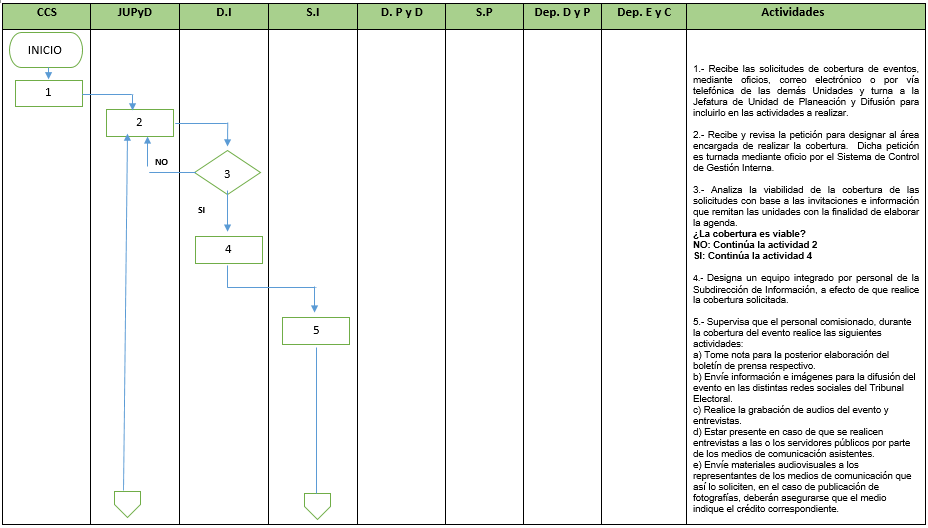 CCS JUPyD D.I S.I D. P y D S.P Dep. D y P Dep. E y C Actividades
INICIO
1
2
NO
3
SI
4
5
1.- Recibe las solicitudes de cobertura de eventos,
mediante oficios, correo electrónico o por vía
telefónica de las demás Unidades y turna a la
Jefatura de Unidad de Planeación y Difusión para
incluirlo en las actividades a realizar.
2.- Recibe y revisa la petición para designar al área
encargada de realizar la cobertura. Dicha petición
es turnada mediante oficio por el Sistema de Control
de Gestión Interna.
3.- Analiza la viabilidad de la cobertura de las
solicitudes con base a las invitaciones e información
que remitan las unidades con la finalidad de elaborar
la agenda.
¿La cobertura es viable?
NO: Continúa la actividad 2
SI: Continúa la actividad 4
4.- Designa un equipo integrado por personal de la
Subdirección de Información, a efecto de que realice
la cobertura solicitada.
5.- Supervisa que el personal comisionado, durante
la cobertura del evento realice las siguientes
actividades:
a) Tome nota para la posterior elaboración del
boletín de prensa respectivo.
b) Envíe información e imágenes para la difusión del
evento en las distintas redes sociales del Tribunal
Electoral.
c) Realice la grabación de audios del evento y
entrevistas.
d) Estar presente en caso de que se realicen
entrevistas a las o los servidores públicos por parte
de los medios de comunicación asistentes.
e) Envíe materiales audiovisuales a los
representantes de los medios de comunicación que
así lo soliciten, en el caso de publicación de
fotografías, deberán asegurarse que el medio
indique el crédito correspondiente.